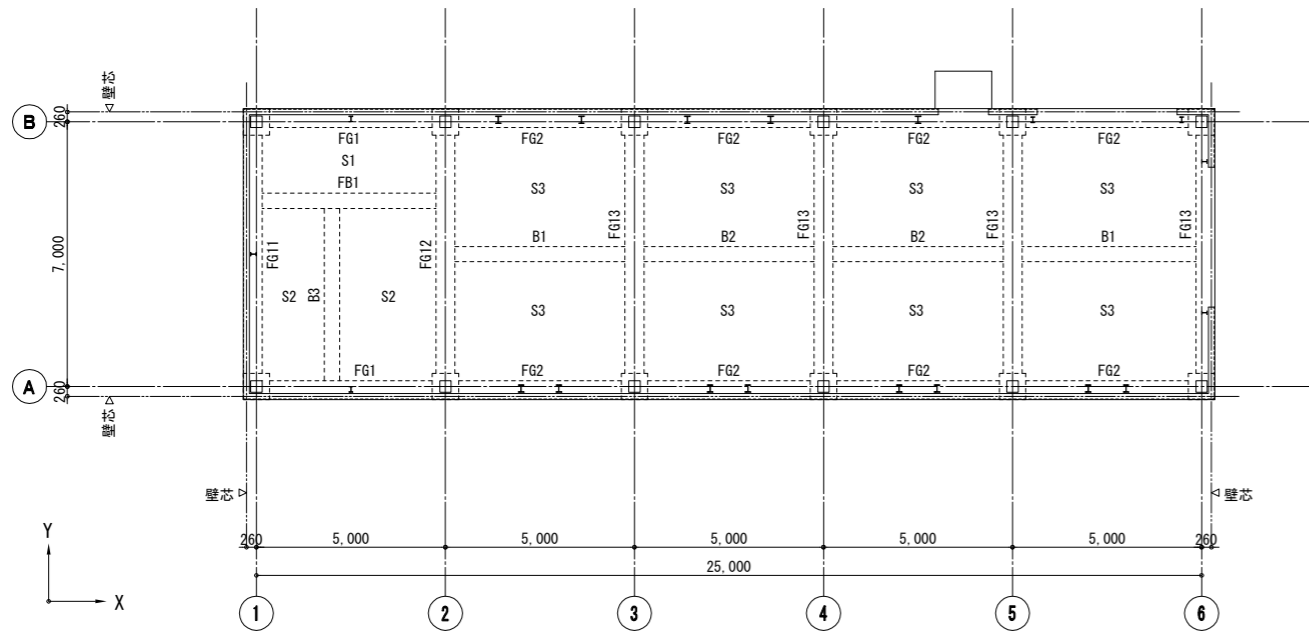 壁芯
260
B
FG1
FG2
FG2
FG2
FG2
S1
FB1
S3
S3
S3
S3
7,000
FG11
FG12
FG13
FG13
FG13
FG13
B1
B2
B2
B1
S2
B3
S2
S3
S3
S3
S3
FG1
FG2
FG2
FG2
FG2
A
260
壁芯
壁芯
壁芯
Y
X
260
5,000
5,000
5,000
5,000
5,000
260
25,000
1
2
3
4
5
6